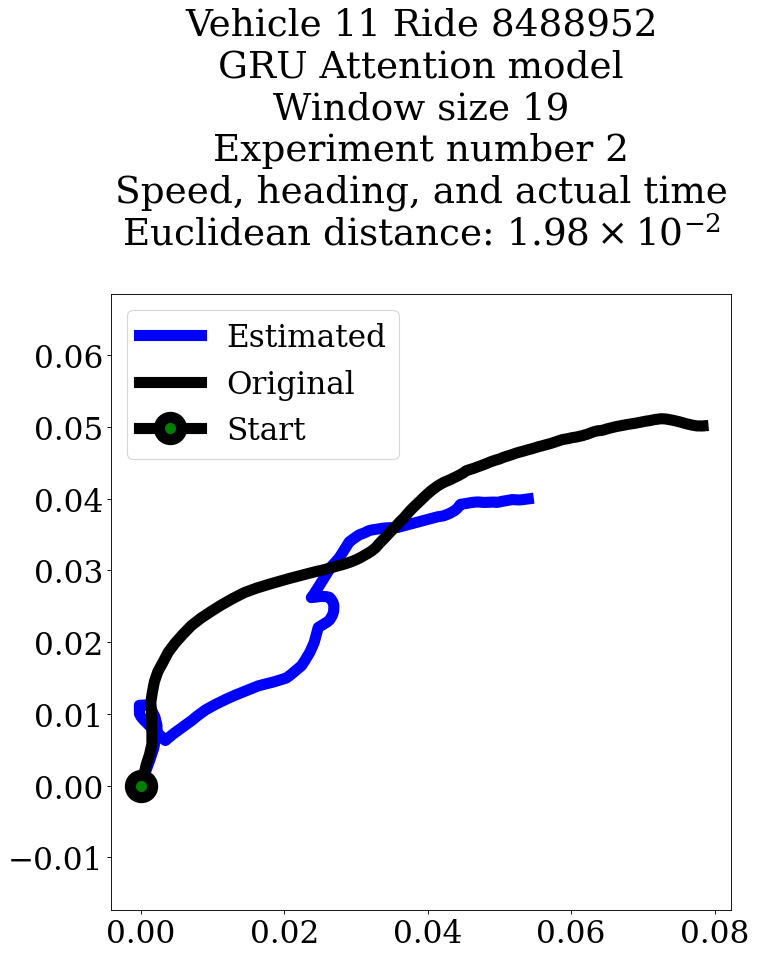 Vehicle 11 Ride 8488952
GRU Attention model
Window size 19
Experiment number 2
Speed, heading, and actual time
Euclidean distance: 1.98 × 10⁻²
Estimated
Original
Start
0.06
0.05
0.04
0.03
0.02
0.01
0.00
−0.01
0.00 0.02 0.04 0.06 0.08